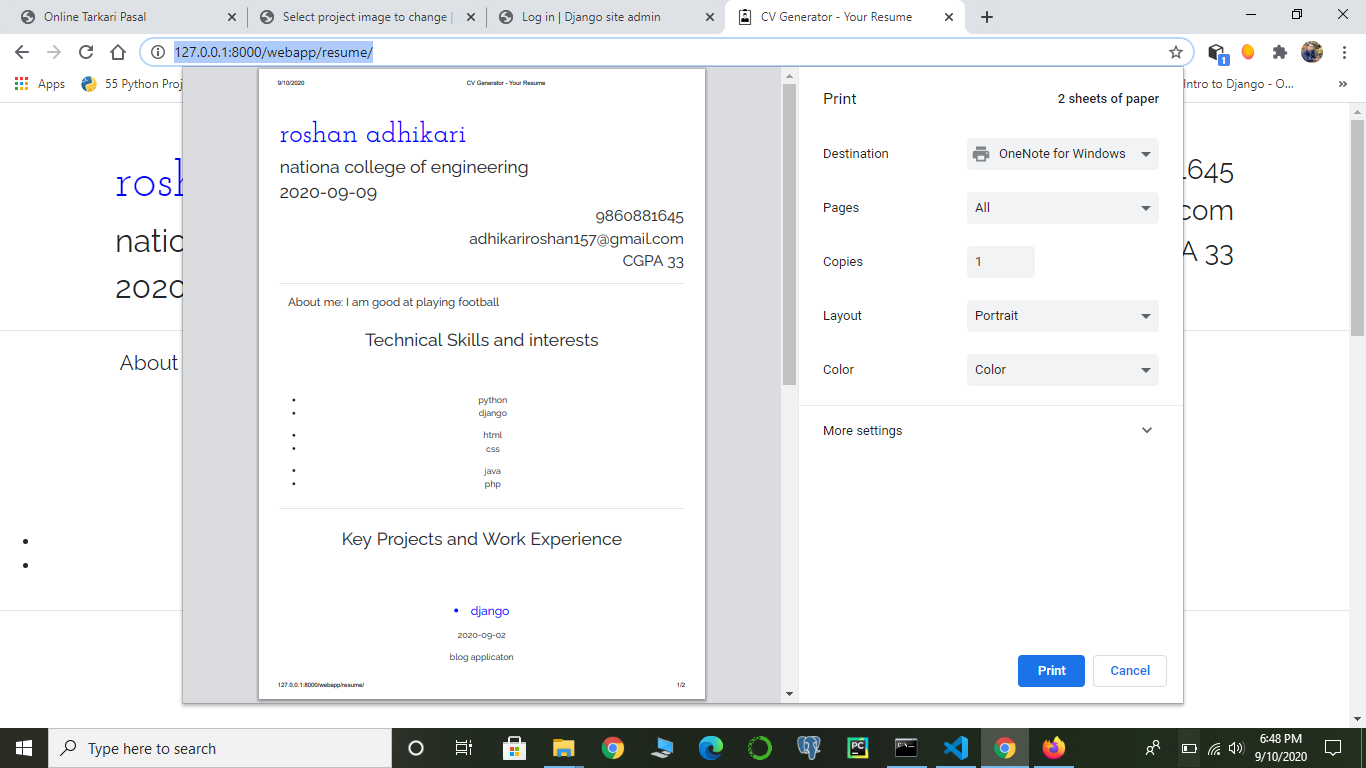 Online Tarkari Pasal
Select project image to change |
Log in | Django site admin
CV Generator - Your Resume
127.0.0.1:8000/webapp/resume/
1
Apps
55 Python Proj
Intro to Django - O...
9/10/2020
CV Generator - Your Resume
roshan adhikari
nationa college of engineering
2020-09-09
9860881645
adhikariroshan157@gmail.com
CGPA 33
About me: I am good at playing football
Technical Skills and interests
python
django
html
css
java
php
Key Projects and Work Experience
django
2020-09-02
blog applicaton
127.0.0.1:8000/webapp/resume/
1/2
Print
2 sheets of paper
Destination
OneNote for Windows
Pages
All
Copies
1
Layout
Portrait
Color
Color
More settings
Print
Cancel
rosh
natio
2020
About
1645
com
A 33
Type here to search
PC
6:48 PM
9/10/2020